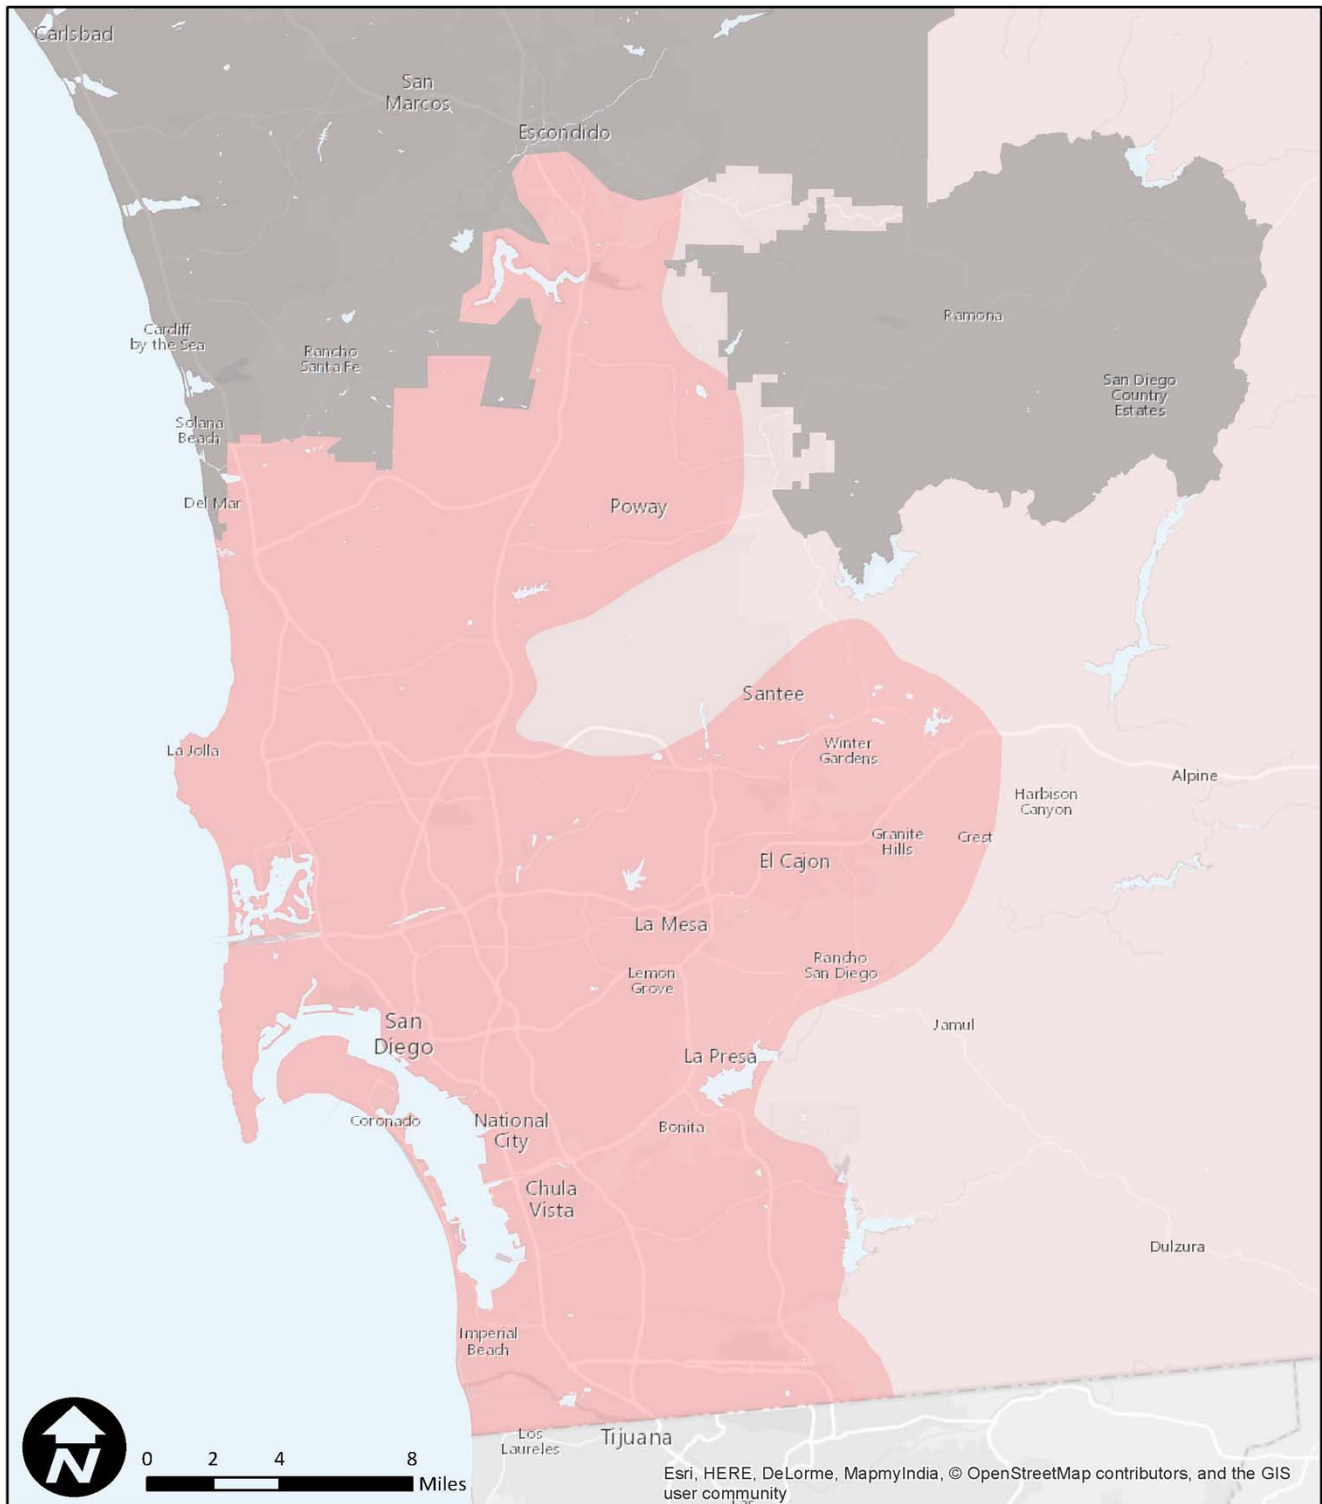 Carlsbad
San
Marcos
Escondido
Cardiff
by the Sea
Rancho
Santa Fe
Ramona
San Diego
Country
Estates
Solana
Beach
Del Mar
Poway
Santee
La Jolla
Winter
Gardens
Alpine
Harbison
Canyon
Granite
Hills
Crest
El Cajon
La Mesa
Rancho
San Diego
Lemon
Grove
San
Diego
Jamul
La Presa
Coronado
National
City
Bonita
Chula
Vista
Dulzura
Imperial
Beach
Los
Laureles
Tijuana
N
0 2 4 8
Miles
Esri, HERE, DeLorme, MapmyIndia, © OpenStreetMap contributors, and the GIS
user community